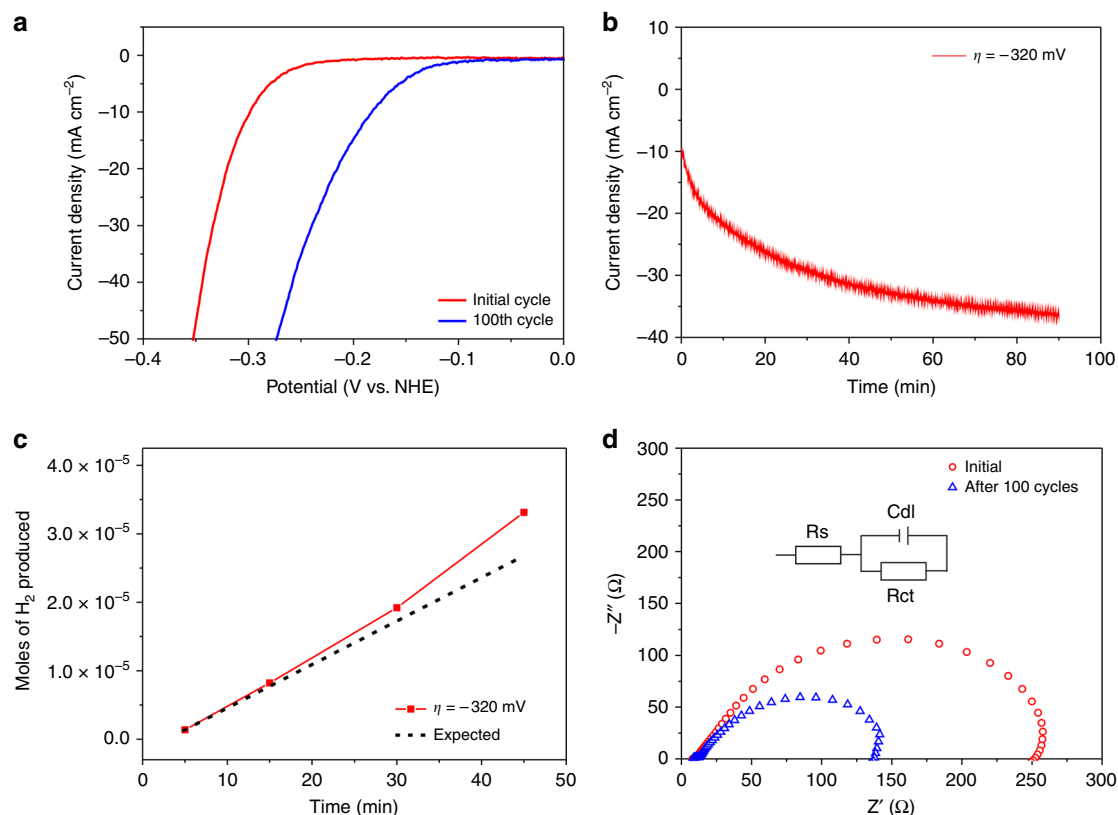 a
0
−10
−20
−30
−40
−50
Current density (mA cm−2)
−0.4
−0.3
−0.2
−0.1
0.0
Potential (V vs. NHE)
Initial cycle
100th cycle
b
10
0
−10
−20
−30
−40
Current density (mA cm−2)
0
20
40
60
80
100
Time (min)
η = −320 mV
c
4.0 × 10−5
3.0 × 10−5
2.0 × 10−5
1.0 × 10−5
0.0
Moles of H2 produced
0
10
20
30
40
50
Time (min)
η = −320 mV
Expected
d
300
250
200
150
100
50
0
−Z″ (Ω)
0
50
100
150
200
250
300
Z′ (Ω)
Initial
After 100 cycles
Cdl
Rs
Rct